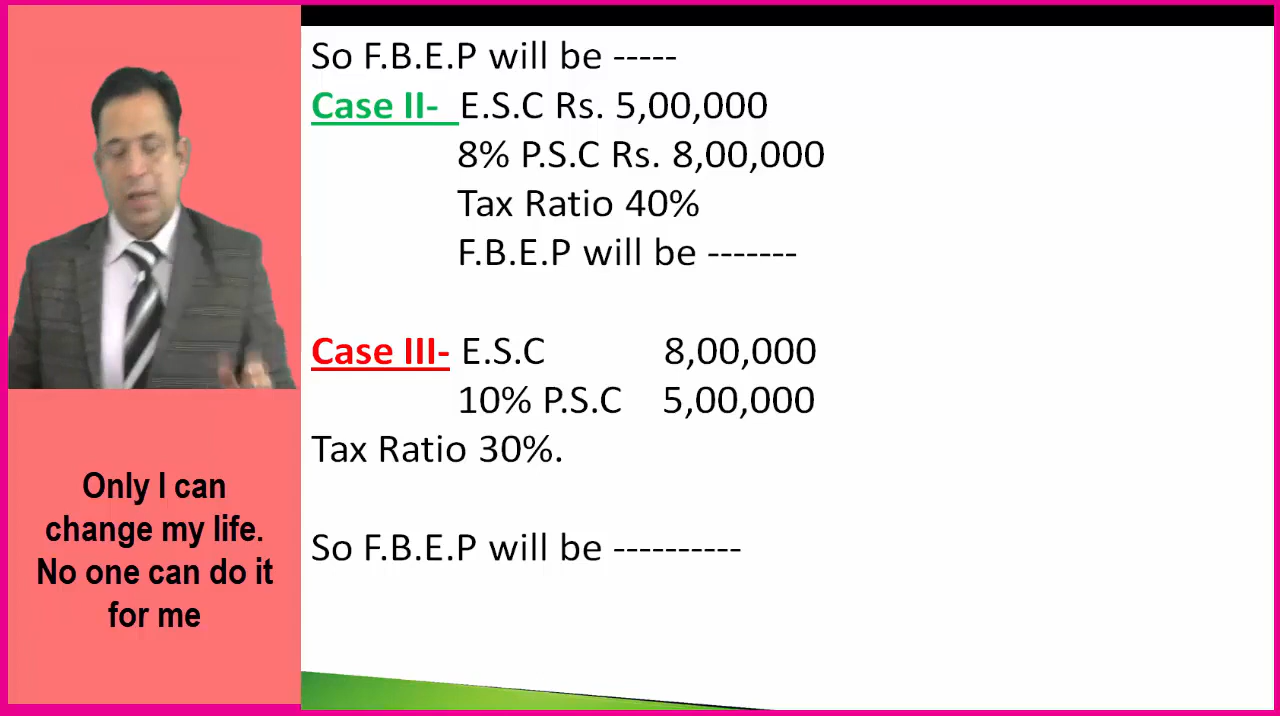 So F.B.E.P will be -----
Case II- E.S.C Rs. 5,00,000
8% P.S.C Rs. 8,00,000
Tax Ratio 40%
F.B.E.P will be -------
Case III- E.S.C 8,00,000
10% P.S.C 5,00,000
Tax Ratio 30%.
So F.B.E.P will be ----------
Only I can
change my life.
No one can do it
for me